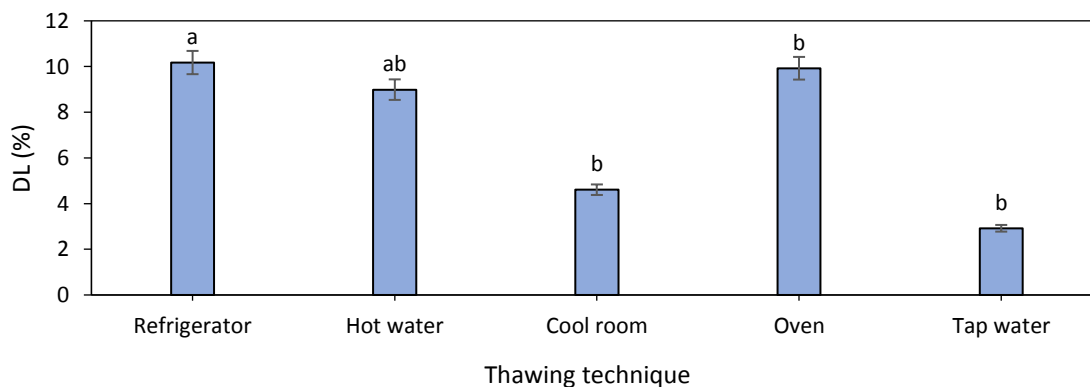 12
10
8
6
4
2
0
DL (%)
a
ab
b
b
b
Refrigerator Hot water Cool room Oven Tap water
Thawing technique